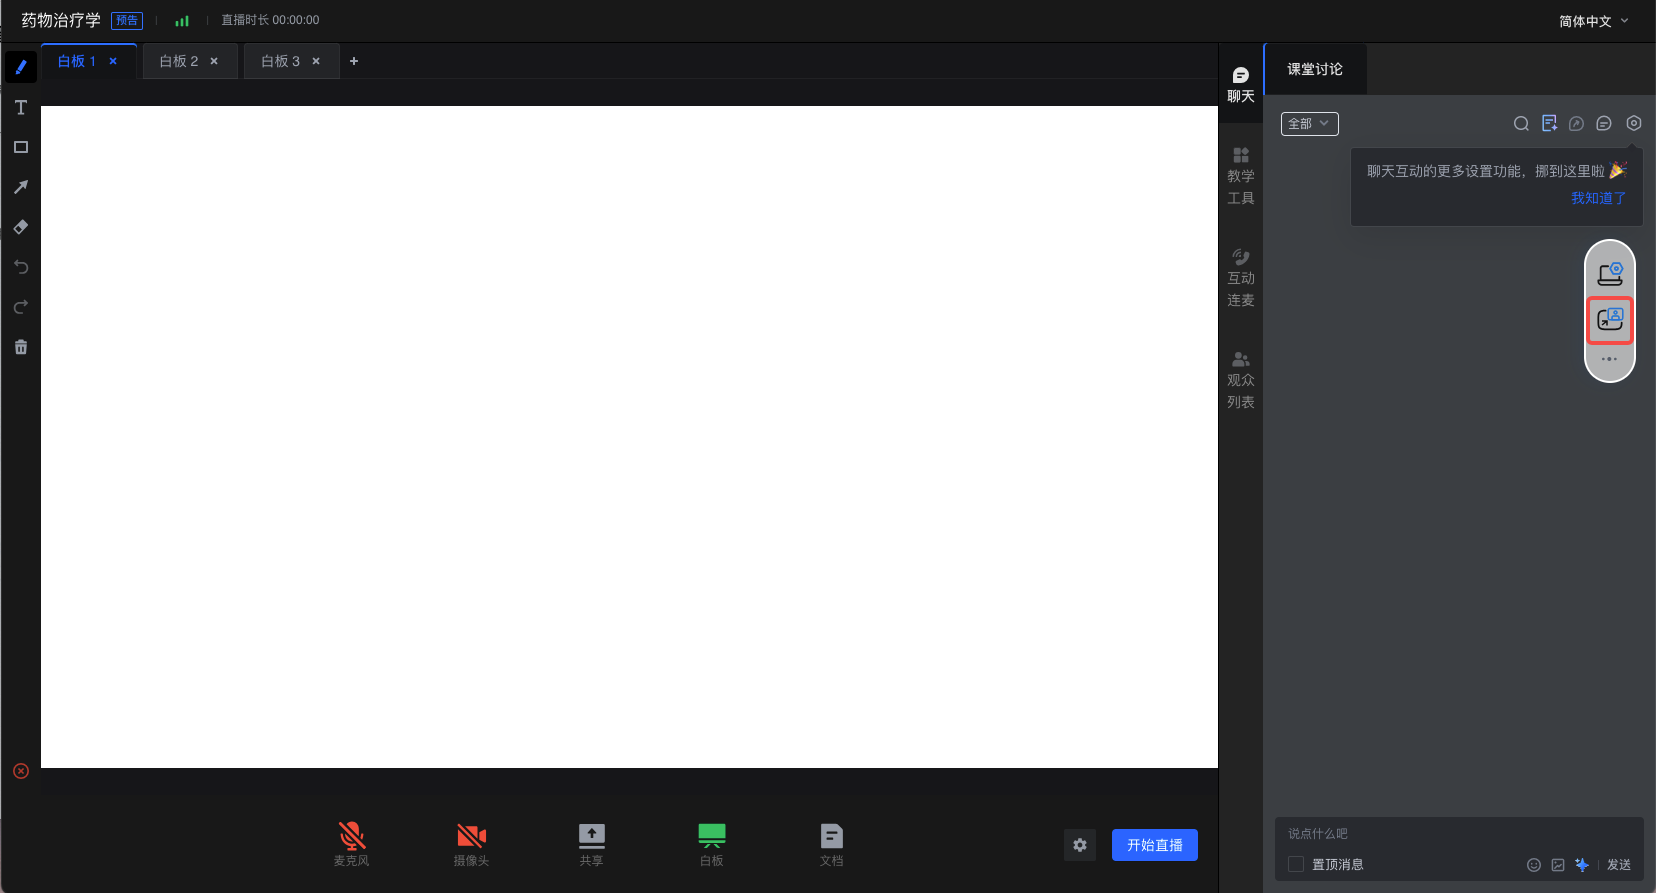 药物治疗学 预告 直播时长 00:00:00 简体中文
白板 1 × 白板 2 × 白板 3 × +
聊天
教学
工具
互动
连麦
观众
列表
课堂讨论
全部
聊天互动的更多设置功能，挪到这里啦 🎉
我知道了
说点什么吧
置顶消息 发送
麦克风 摄像头 共享 白板 文档 开始直播